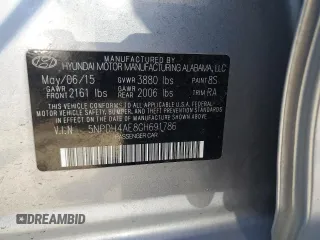 MANUFACTURED BY
HYUNDAI MOTOR MANUFACTURING ALABAMA, LLC
May/06/15 GVWR 3880 lbs PAINT 8S
GAWR FRONT 2161 lbs GAWR REAR 2006 lbs TRIM RA
THIS VEHICLE CONFORMS TO ALL APPLICABLE FEDERAL
MOTOR VEHICLE SAFETY, BUMPER, AND THEFT PREVENTION
STANDARDS IN EFFECT ON THE DATE OF
MANUFACTURE SHOWN ABOVE.
V.I.N : 5NPDH4AE8GH691786
PASSENGER CAR